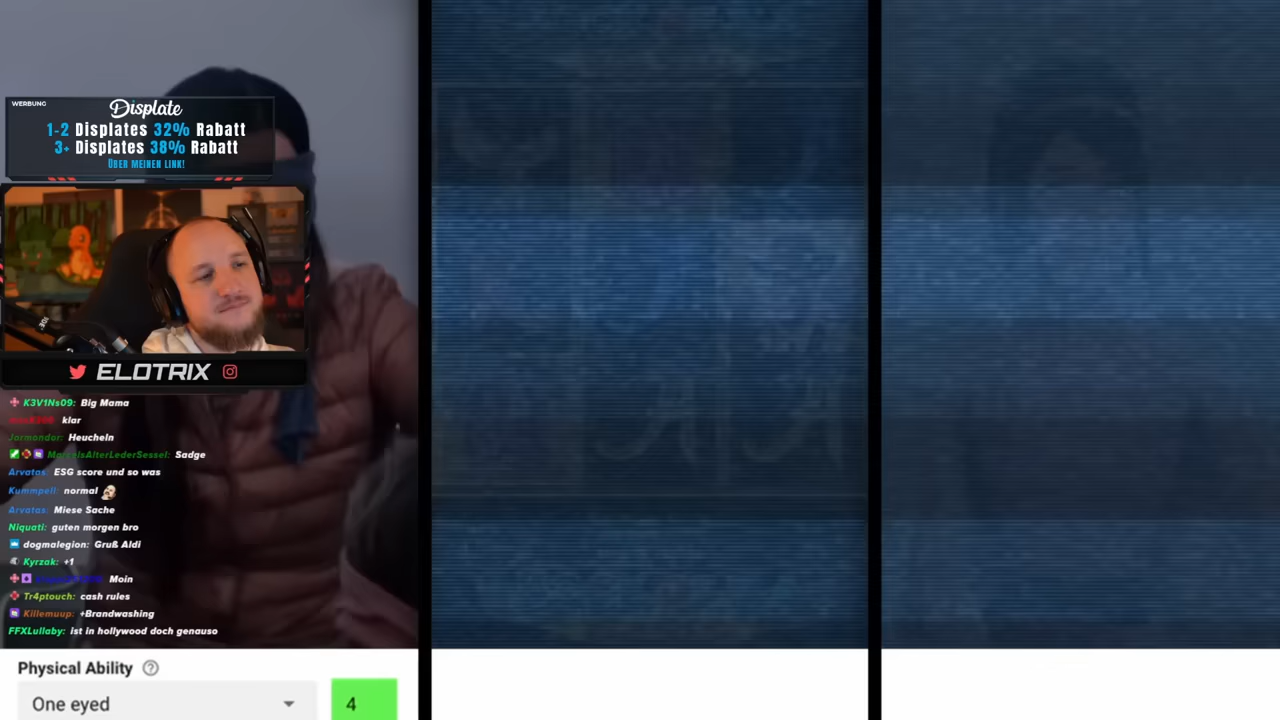 WERBUNG
Displate
1-2 Displates 32% Rabatt
3+ Displates 38% Rabatt
ÜBER MEINEN LINK!
ELOTRIX
K3V1Ns09: Big Mama
klar
Jormondor: Heucheln
MarcelsAlterLederSessel: Sadge
Arvatas: ESG score und so was
Kummpell: normal
Arvatas: Miese Sache
Niquati: guten morgen bro
dogmalegion: Gruß Aldi
Kyrzak: +1
Moin
Tr4ptouch: cash rules
Killemuup: +Brandwashing
FFXLullaby: ist in hollywood doch genauso
Physical Ability ?
One eyed
4